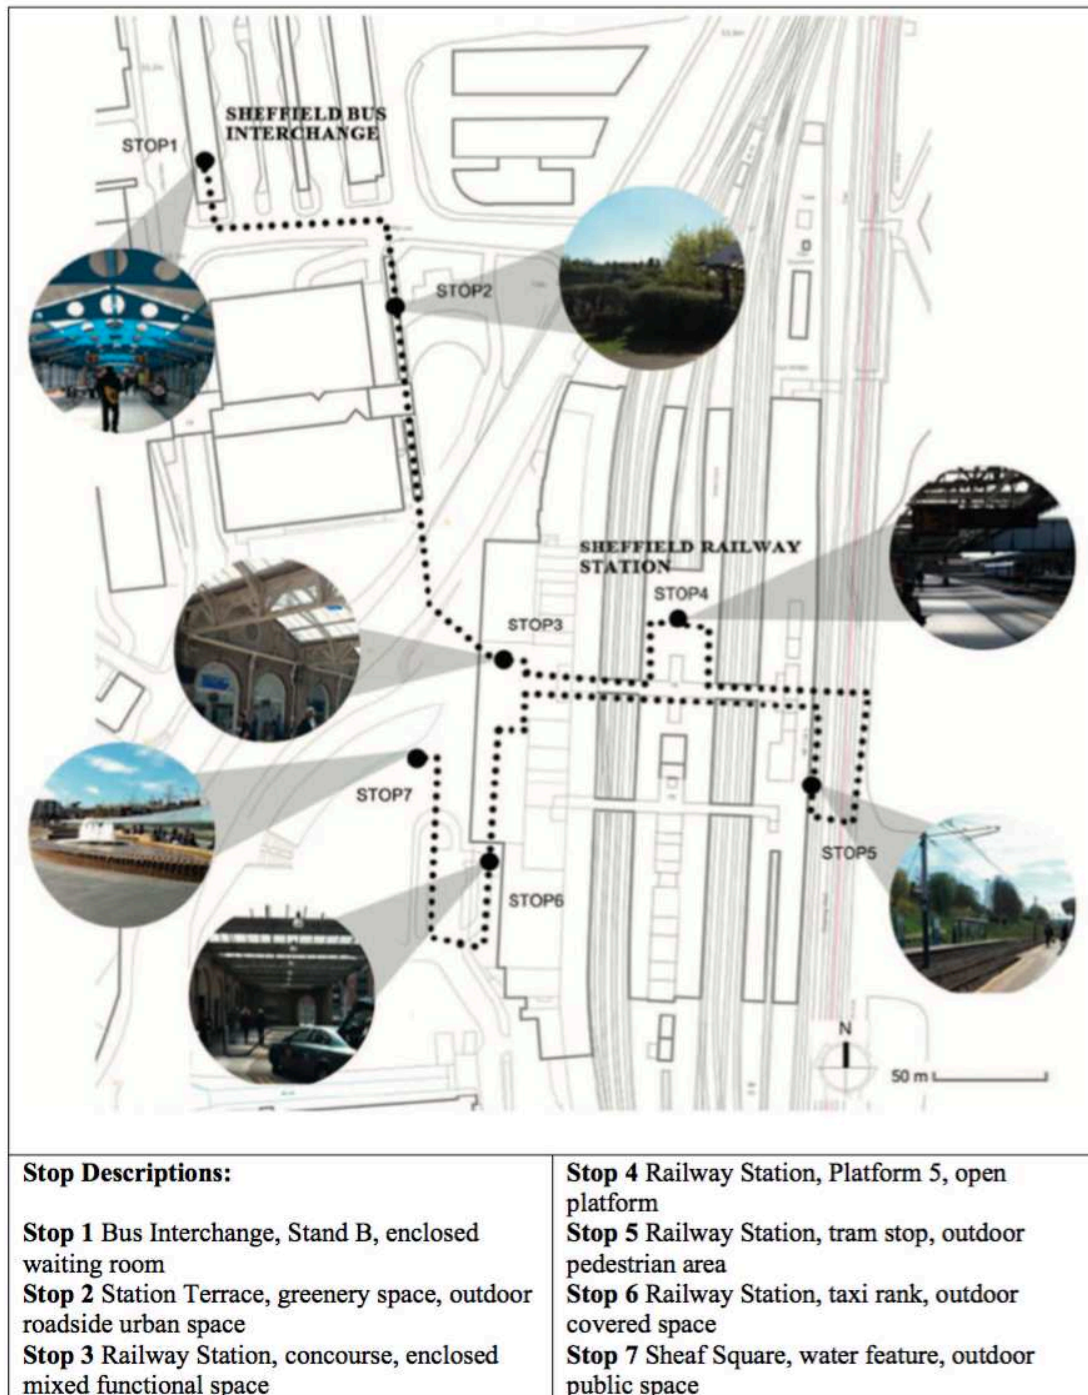 SHEFFIELD BUS
INTERCHANGE
STOP1
STOP2
SHEFFIELD RAILWAY
STATION
STOP4
STOP3
STOP7
STOP5
STOP6
N
50 m
Stop Descriptions:
Stop 1 Bus Interchange, Stand B, enclosed
waiting room
Stop 2 Station Terrace, greenery space, outdoor
roadside urban space
Stop 3 Railway Station, concourse, enclosed
mixed functional space
Stop 4 Railway Station, Platform 5, open
platform
Stop 5 Railway Station, tram stop, outdoor
pedestrian area
Stop 6 Railway Station, taxi rank, outdoor
covered space
Stop 7 Sheaf Square, water feature, outdoor
public space